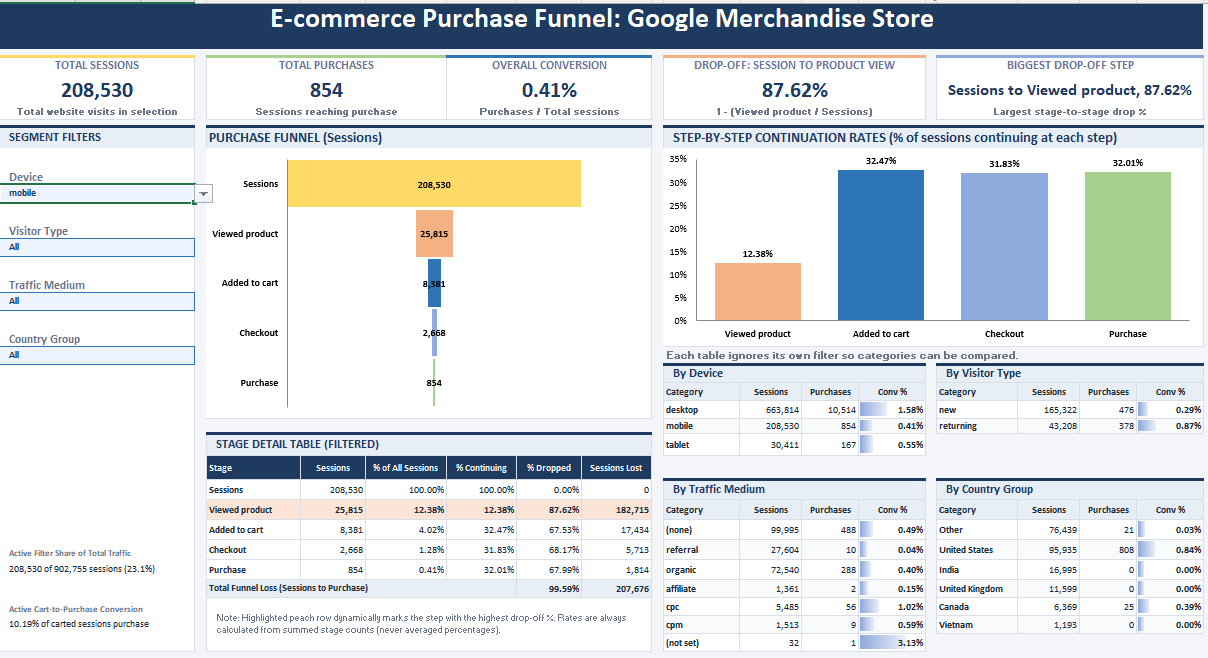 E-commerce Purchase Funnel: Google Merchandise Store
TOTAL SESSIONS
208,530
Total website visits in selection
TOTAL PURCHASES
854
Sessions reaching purchase
OVERALL CONVERSION
0.41%
Purchases / Total sessions
DROP-OFF: SESSION TO PRODUCT VIEW
87.62%
1 - (Viewed product / Sessions)
BIGGEST DROP-OFF STEP
Sessions to Viewed product, 87.62%
Largest stage-to-stage drop %
SEGMENT FILTERS
Device
mobile
Visitor Type
All
Traffic Medium
All
Country Group
All
Active Filter Share of Total Traffic
208,530 of 902,755 sessions (23.1%)
Active Cart-to-Purchase Conversion
10.19% of carted sessions purchase
PURCHASE FUNNEL (Sessions)
Sessions 208,530
Viewed product 25,815
Added to cart 8,381
Checkout 2,668
Purchase 854
STAGE DETAIL TABLE (FILTERED)
Stage Sessions % of All Sessions % Continuing % Dropped Sessions Lost
Sessions 208,530 100.00% 100.00% 0.00% 0
Viewed product 25,815 12.38% 12.38% 87.62% 182,715
Added to cart 8,381 4.02% 32.47% 67.53% 17,434
Checkout 2,668 1.28% 31.83% 68.17% 5,713
Purchase 854 0.41% 32.01% 67.99% 1,814
Total Funnel Loss (Sessions to Purchase) 99.59% 207,676
Note: Highlighted peach row dynamically marks the step with the highest drop-off %. Rates are always
calculated from summed stage counts (never averaged percentages).
STEP-BY-STEP CONTINUATION RATES (% of sessions continuing at each step)
35%
30%
25%
20%
15%
10%
5%
0%
12.38% 32.47% 31.83% 32.01%
Viewed product Added to cart Checkout Purchase
Each table ignores its own filter so categories can be compared.
By Device
Category Sessions Purchases Conv %
desktop 663,814 10,514 1.58%
mobile 208,530 854 0.41%
tablet 30,411 167 0.55%
By Visitor Type
Category Sessions Purchases Conv %
new 165,322 476 0.29%
returning 43,208 378 0.87%
By Traffic Medium
Category Sessions Purchases Conv %
(none) 99,995 488 0.49%
referral 27,604 10 0.04%
organic 72,540 288 0.40%
affiliate 1,361 2 0.15%
cpc 5,485 56 1.02%
cpm 1,513 9 0.59%
(not set) 32 1 3.13%
By Country Group
Category Sessions Purchases Conv %
Other 76,439 21 0.03%
United States 95,935 808 0.84%
India 16,995 0 0.00%
United Kingdom 11,599 0 0.00%
Canada 6,369 25 0.39%
Vietnam 1,193 0 0.00%